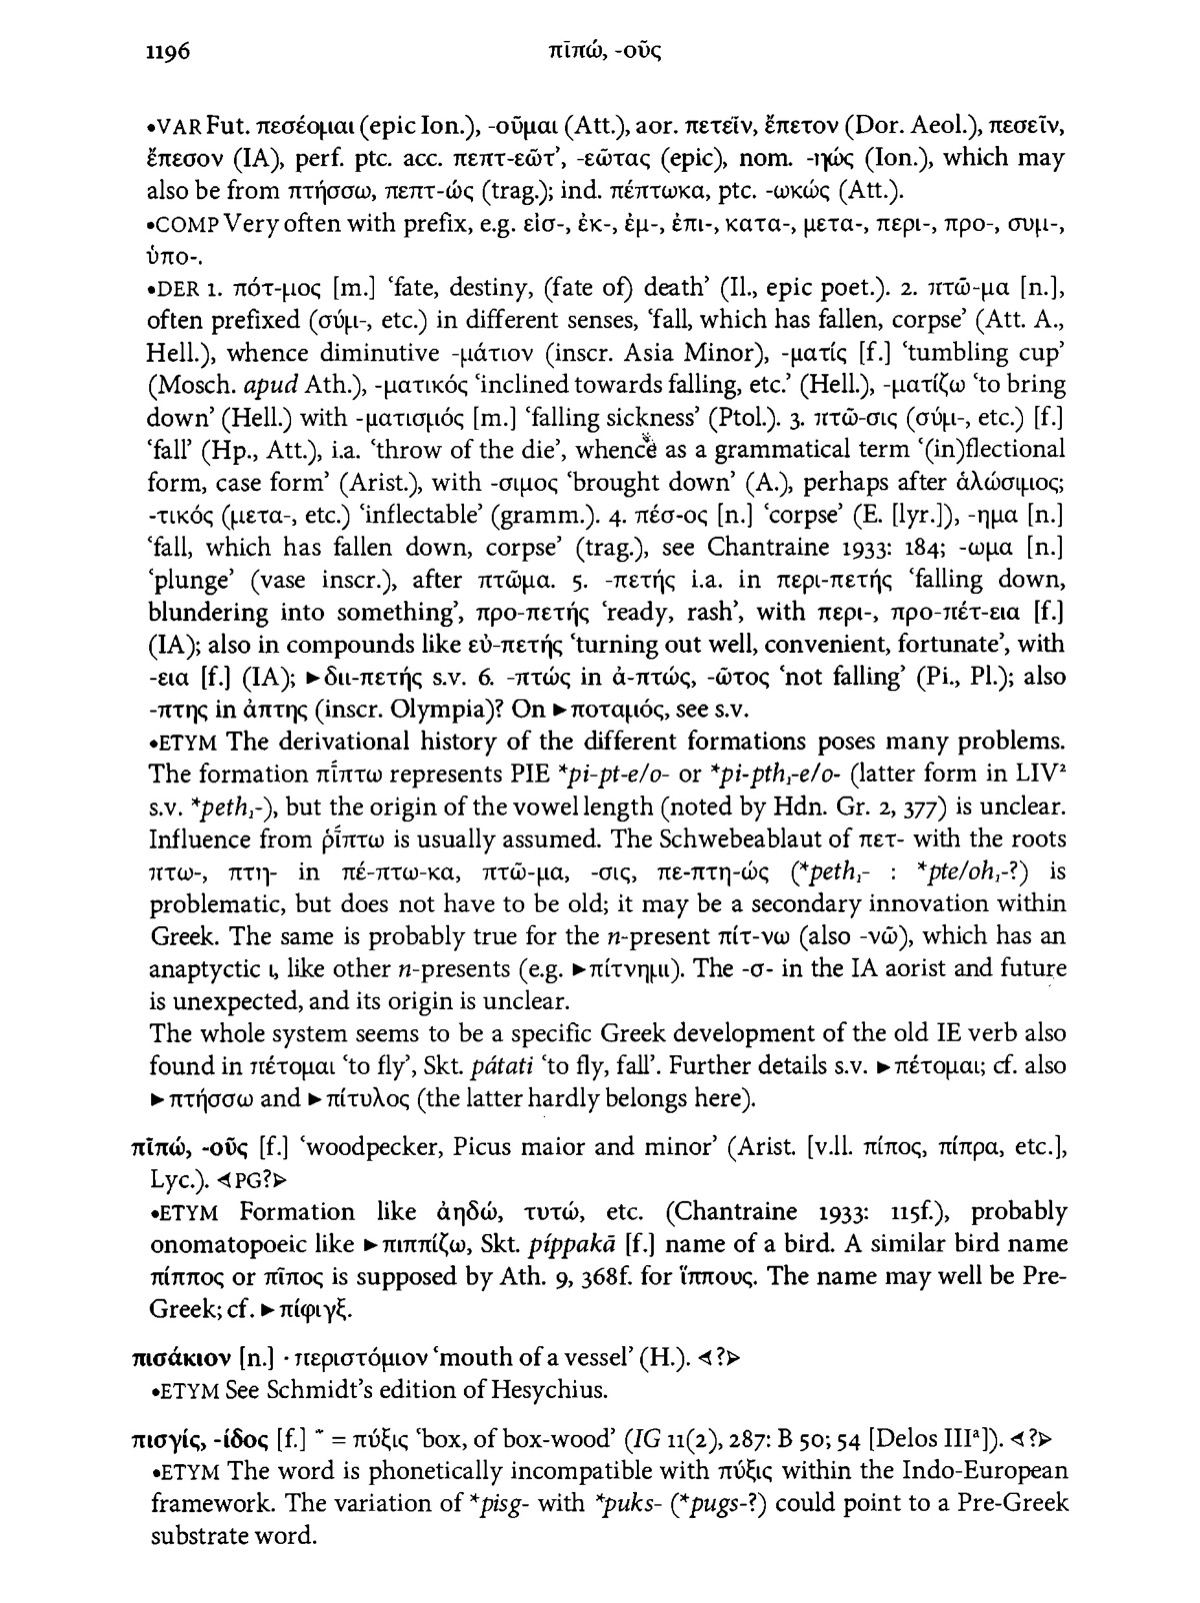 1196 πῑπώ, -οῦς
•VAR Fut. πεσέομαι (epic Ion.), -οῦμαι (Att.), aor. πετεῖν, ἔπετον (Dor. Aeol.), πεσεῖν,
ἔπεσον (IA), perf. ptc. acc. πεπτ-εῶτ’, -εῶτας (epic), nom. -ηώς (Ion.), which may
also be from πτήσσω, πεπτ-ώς (trag.); ind. πέπτωκα, ptc. -ωκώς (Att.).
•COMP Very often with prefix, e.g. εἰσ-, ἐκ-, ἐμ-, ἐπι-, κατα-, μετα-, περι-, προ-, συμ-,
ὑπο-.
•DER 1. πότ-μος [m.] ‘fate, destiny, (fate of) death’ (Il., epic poet.). 2. πτῶ-μα [n.],
often prefixed (σύμ-, etc.) in different senses, ‘fall, which has fallen, corpse’ (Att. A.,
Hell.), whence diminutive -μάτιον (inscr. Asia Minor), -ματίς [f.] ‘tumbling cup’
(Mosch. apud Ath.), -ματικός ‘inclined towards falling, etc.’ (Hell.), -ματίζω ‘to bring
down’ (Hell.) with -ματισμός [m.] ‘falling sickness’ (Ptol.). 3. πτῶ-σις (σύμ-, etc.) [f.]
‘fall’ (Hp., Att.), i.a. ‘throw of the die’, whence as a grammatical term ‘(in)flectional
form, case form’ (Arist.), with -σιμος ‘brought down’ (A.), perhaps after ἁλώσιμος;
-τικός (μετα-, etc.) ‘inflectable’ (gramm.). 4. πέσ-ος [n.] ‘corpse’ (E. [lyr.]), -ημα [n.]
‘fall, which has fallen down, corpse’ (trag.), see Chantraine 1933: 184; -ωμα [n.]
‘plunge’ (vase inscr.), after πτῶμα. 5. -πετής i.a. in περι-πετής ‘falling down,
blundering into something’, προ-πετής ‘ready, rash’, with περι-, προ-πέτ-εια [f.]
(IA); also in compounds like εὐ-πετής ‘turning out well, convenient, fortunate’, with
-εια [f.] (IA); ►διι-πετής s.v. 6. -πτώς in ἀ-πτώς, -ῶτος ‘not falling’ (Pi., Pl.); also
-πτης in ἀπτης (inscr. Olympia)? On ►ποταμός, see s.v.
•ETYM The derivational history of the different formations poses many problems.
The formation πί̄πτω represents PIE *pi-pt-e/o- or *pi-pth₁-e/o- (latter form in LIV²
s.v. *peth₁-), but the origin of the vowel length (noted by Hdn. Gr. 2, 377) is unclear.
Influence from ῥί̄πτω is usually assumed. The Schwebeablaut of πετ- with the roots
πτω-, πτη- in πέ-πτω-κα, πτῶ-μα, -σις, πε-πτη-ώς (*peth₁- : *pte/oh₁-?) is
problematic, but does not have to be old; it may be a secondary innovation within
Greek. The same is probably true for the n-present πίτ-νω (also -νῶ), which has an
anaptyctic ι, like other n-presents (e.g. ►πίτνημι). The -σ- in the IA aorist and future
is unexpected, and its origin is unclear.
The whole system seems to be a specific Greek development of the old IE verb also
found in πέτομαι ‘to fly’, Skt. pátati ‘to fly, fall’. Further details s.v. ►πέτομαι; cf. also
►πτήσσω and ►πίτυλος (the latter hardly belongs here).
πῑπώ, -οῦς [f.] ‘woodpecker, Picus maior and minor’ (Arist. [v.ll. πίπος, πίπρα, etc.],
Lyc.). ◄PG?►
•ETYM Formation like ἀηδώ, τυτώ, etc. (Chantraine 1933: 115f.), probably
onomatopoeic like ►πιππίζω, Skt. píppakā [f.] name of a bird. A similar bird name
πίππος or πῖπος is supposed by Ath. 9, 368f. for ἵππους. The name may well be Pre-
Greek; cf. ►πίφιγξ.
πισάκιον [n.] · περιστόμιον ‘mouth of a vessel’ (H.). ◄?►
•ETYM See Schmidt’s edition of Hesychius.
πισγίς, -ίδος [f.] = πύξις ‘box, of box-wood’ (IG 11(2), 287: B 50; 54 [Delos IIIᵃ]). ◄?►
•ETYM The word is phonetically incompatible with πύξις within the Indo-European
framework. The variation of *pisg- with *puks- (*pugs-?) could point to a Pre-Greek
substrate word.